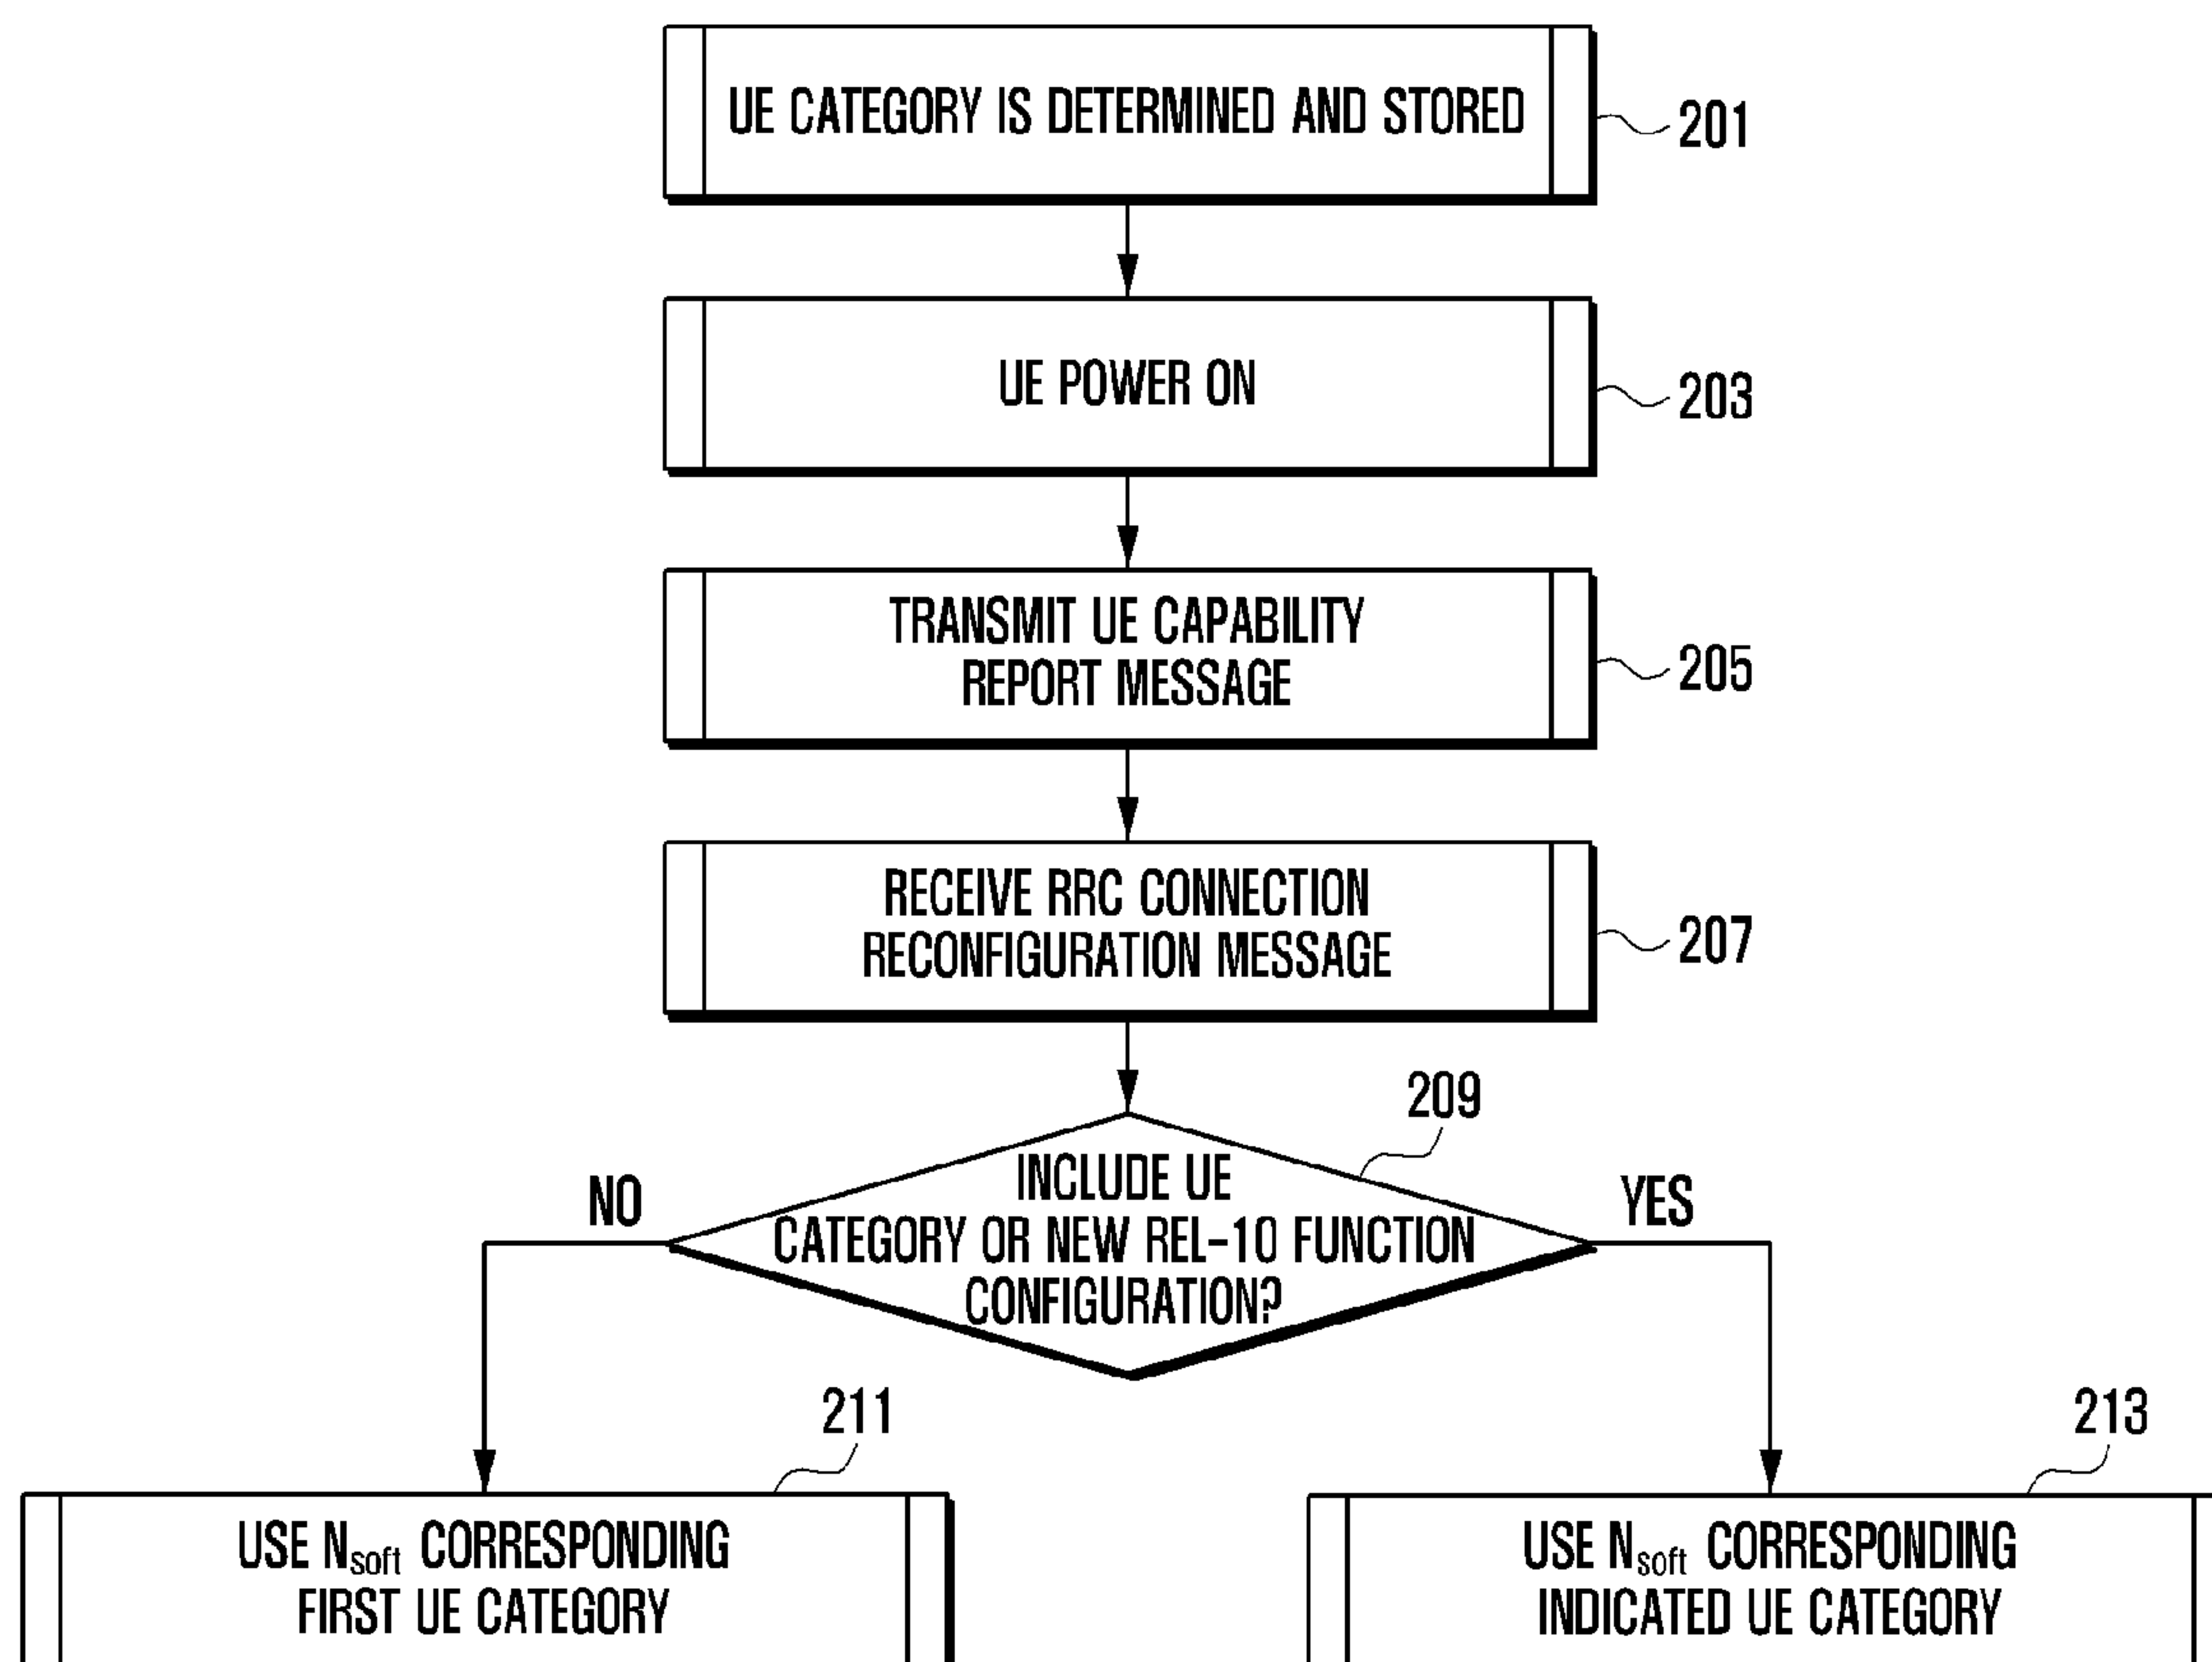 UE CATEGORY IS DETERMINED AND STORED
201
UE POWER ON
203
TRANSMIT UE CAPABILITY
REPORT MESSAGE
205
RECEIVE RRC CONNECTION
RECONFIGURATION MESSAGE
207
209
INCLUDE UE
CATEGORY OR NEW REL-10 FUNCTION
CONFIGURATION?
NO
YES
211
USE Nsoft CORRESPONDING
FIRST UE CATEGORY
213
USE Nsoft CORRESPONDING
INDICATED UE CATEGORY